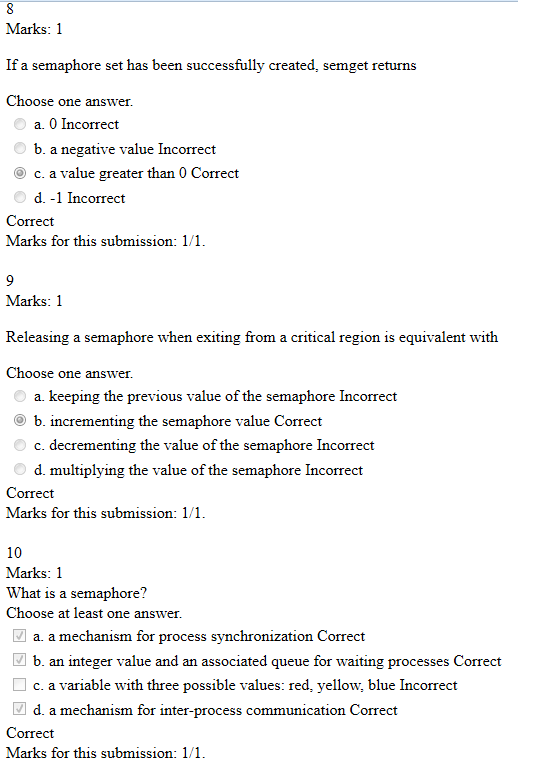 8
Marks: 1
If a semaphore set has been successfully created, semget returns
Choose one answer.
a. 0 Incorrect
b. a negative value Incorrect
c. a value greater than 0 Correct
d. -1 Incorrect
Correct
Marks for this submission: 1/1.
9
Marks: 1
Releasing a semaphore when exiting from a critical region is equivalent with
Choose one answer.
a. keeping the previous value of the semaphore Incorrect
b. incrementing the semaphore value Correct
c. decrementing the value of the semaphore Incorrect
d. multiplying the value of the semaphore Incorrect
Correct
Marks for this submission: 1/1.
10
Marks: 1
What is a semaphore?
Choose at least one answer.
a. a mechanism for process synchronization Correct
b. an integer value and an associated queue for waiting processes Correct
c. a variable with three possible values: red, yellow, blue Incorrect
d. a mechanism for inter-process communication Correct
Correct
Marks for this submission: 1/1.